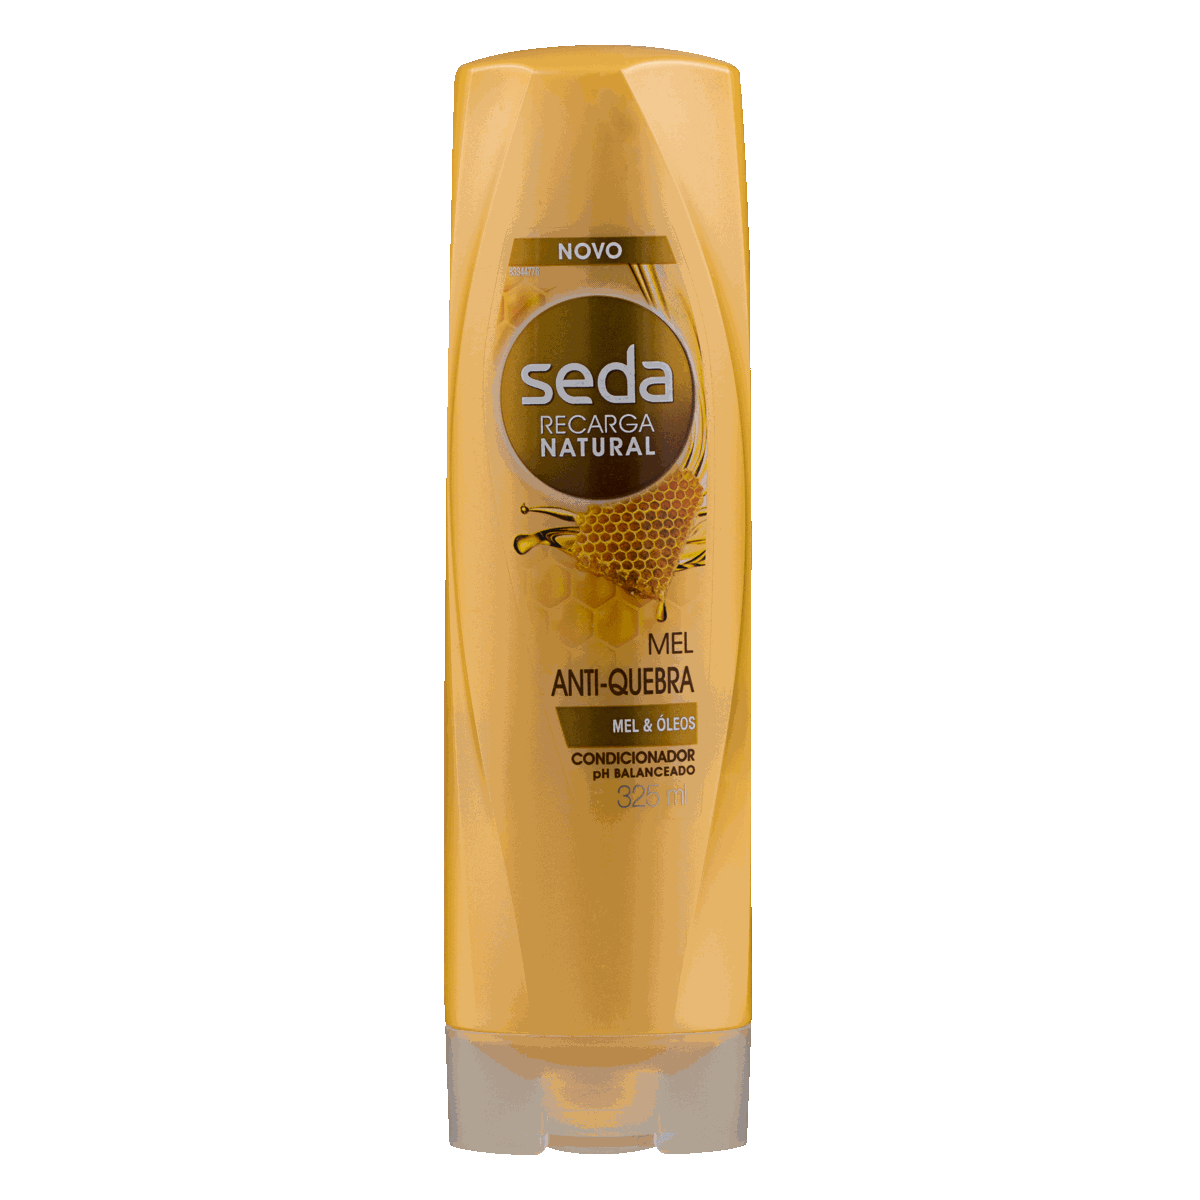 NOVO
seda
RECARGA
NATURAL
MEL
ANTI-QUEBRA
MEL & ÓLEOS
CONDICIONADOR
pH BALANCEADO
325 ml